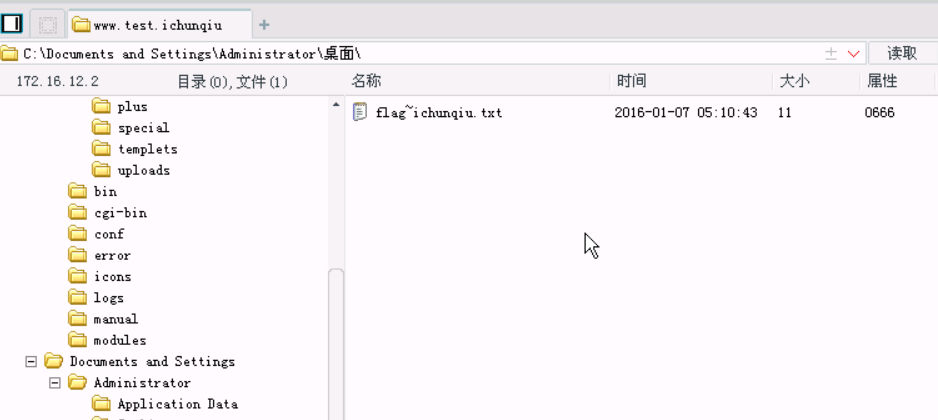 www.test.ichunqiu
C:\Documents and Settings\Administrator\桌面\ 读取
172.16.12.2 目录(0),文件(1) 名称 时间 大小 属性
plus flag~ichunqiu.txt 2016-01-07 05:10:43 11 0666
special
templets
uploads
bin
cgi-bin
conf
error
icons
logs
manual
modules
Documents and Settings
Administrator
Application Data